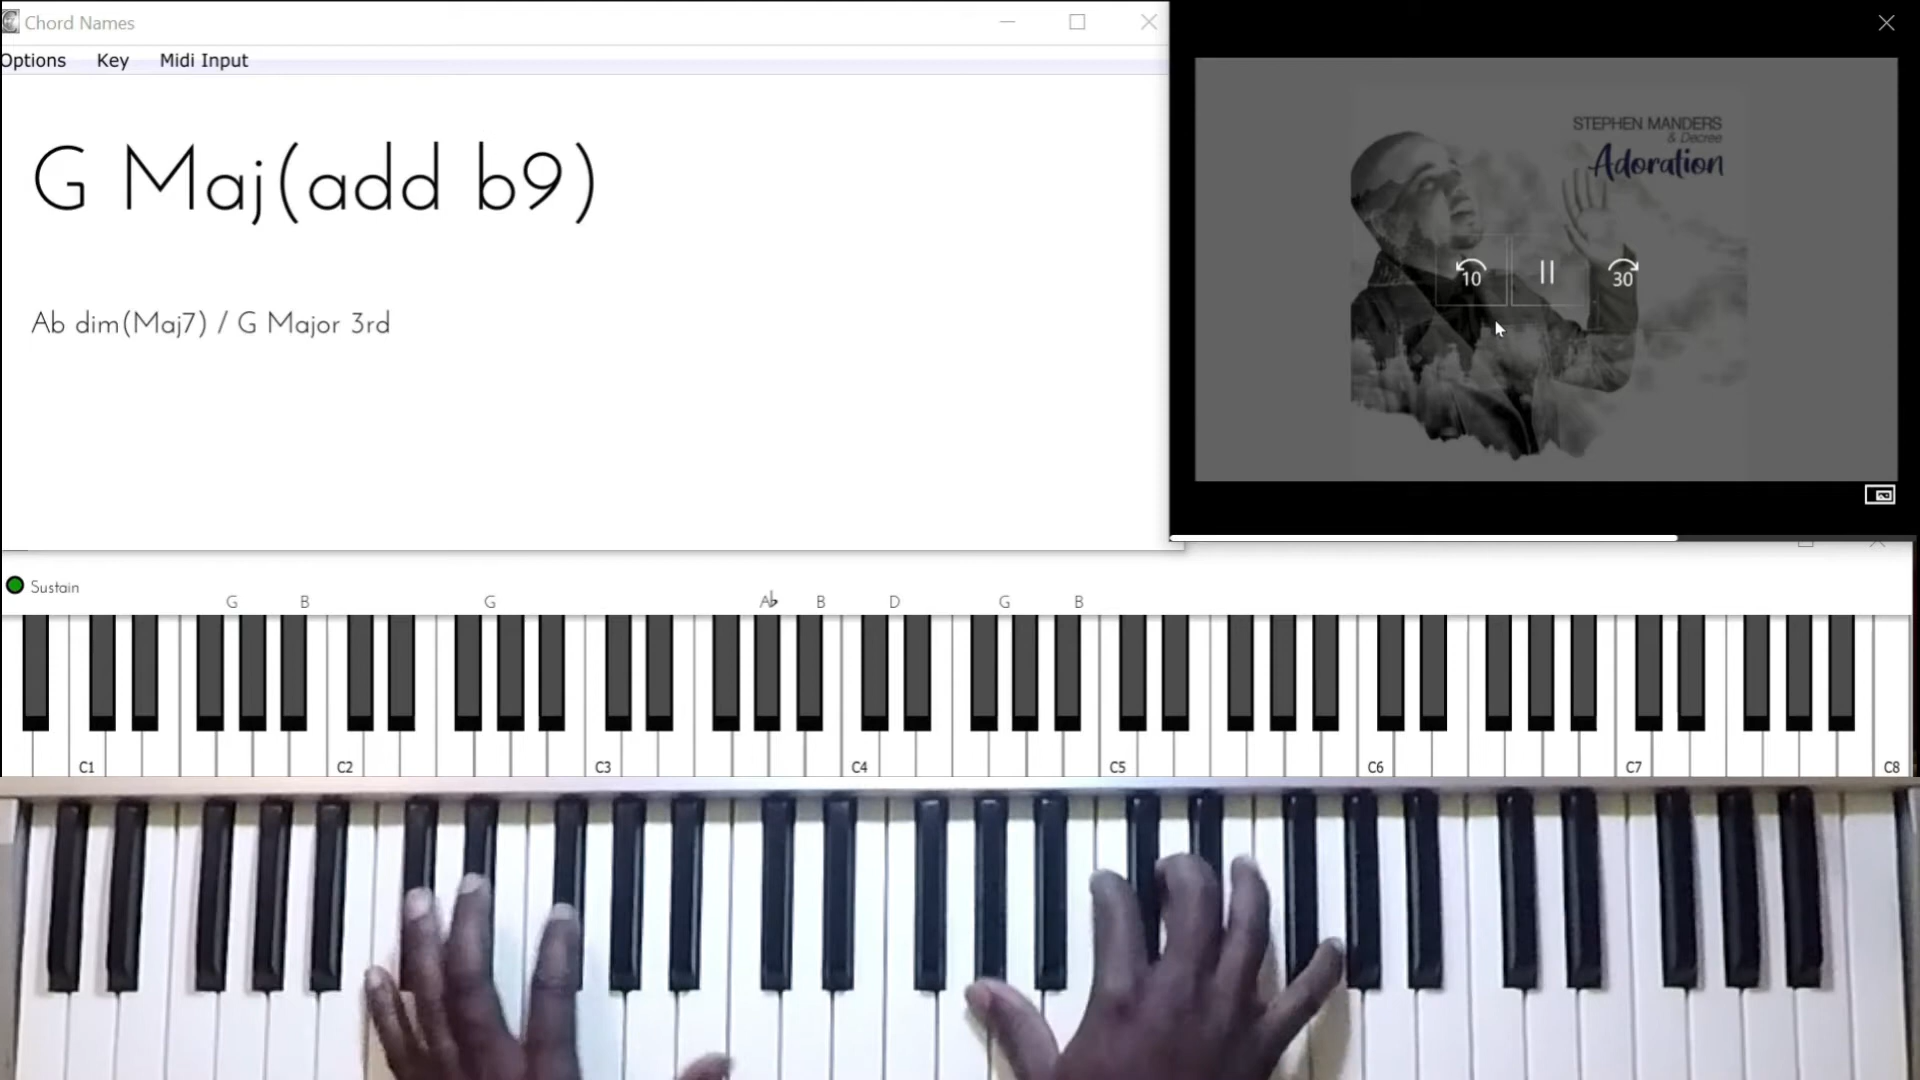 Chord Names
Options Key Midi Input
G Maj(add b9)
Ab dim(Maj7) / G Major 3rd
STEPHEN MANDERS
& Decree
Adoration
10
30
Sustain
G B G A♭ B D G B
C1 C2 C3 C4 C5 C6 C7 C8